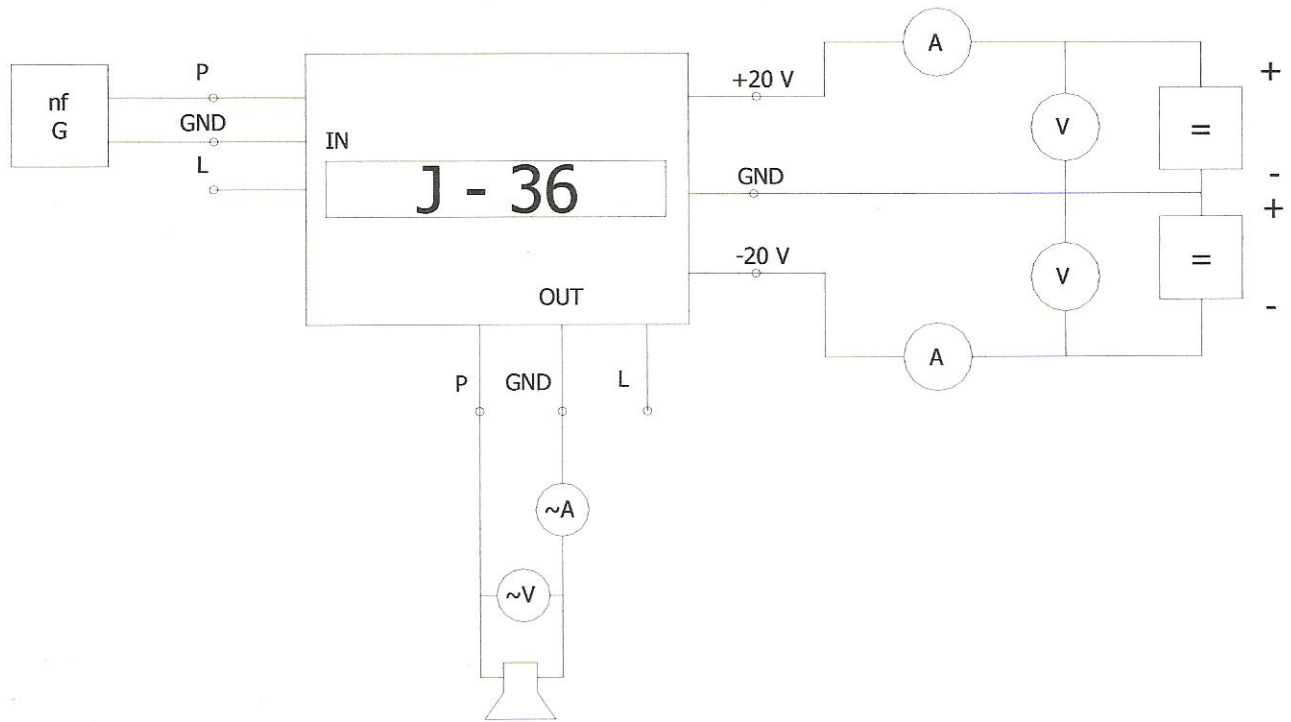 nf
G
P
GND
L
IN
J - 36
OUT
+20 V
GND
-20 V
A
V
=
+
-
V
=
+
-
A
P
GND
L
~A
~V